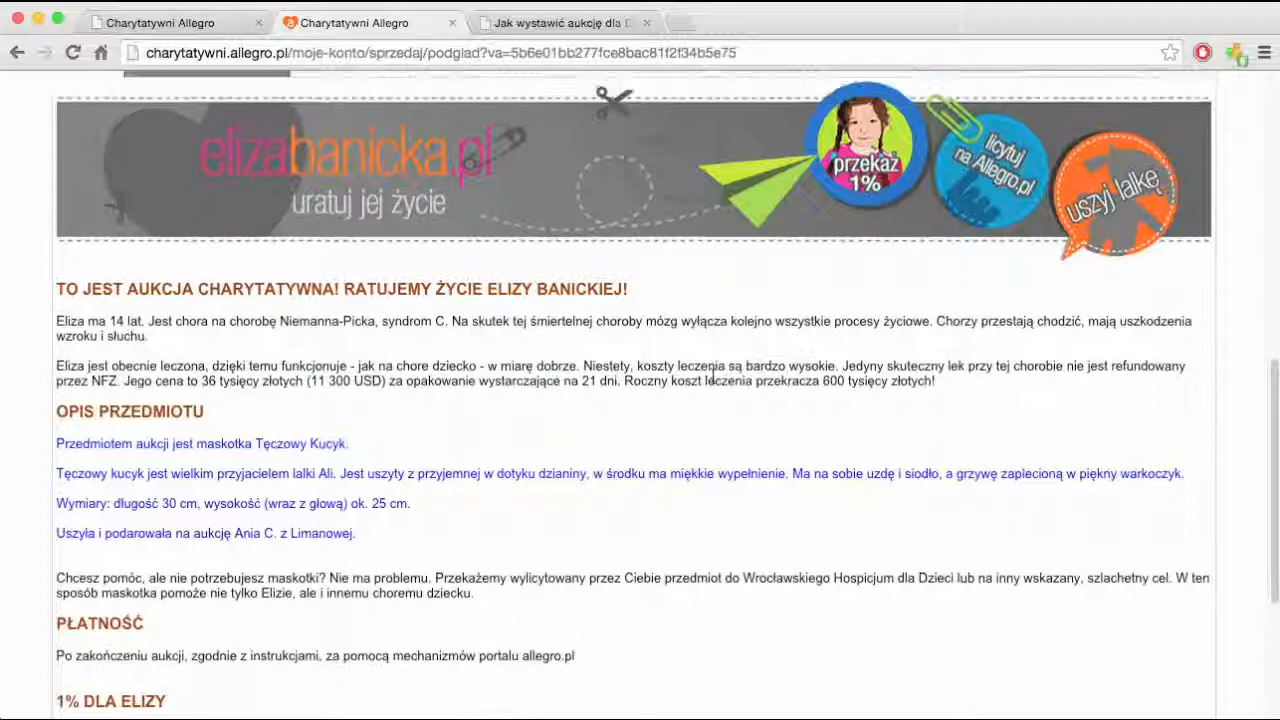 Charytatywni Allegro
Charytatywni Allegro
Jak wystawić aukcję dla
charytatywni.allegro.pl/moje-konto/sprzedaj/podglad?va=5b6e01bb277fce8bac81f2f34b5e75
elizabanicka.pl
uratuj jej życie
przekaż
1%
licytuj
na Allegro.pl
uszyj lalkę
TO JEST AUKCJA CHARYTATYWNA! RATUJEMY ŻYCIE ELIZY BANICKIEJ!
Eliza ma 14 lat. Jest chora na chorobę Niemanna-Picka, syndrom C. Na skutek tej śmiertelnej choroby mózg wyłącza kolejno wszystkie procesy życiowe. Chorzy przestają chodzić, mają uszkodzenia
wzroku i słuchu.
Eliza jest obecnie leczona, dzięki temu funkcjonuje - jak na chore dziecko - w miarę dobrze. Niestety, koszty leczenia są bardzo wysokie. Jedyny skuteczny lek przy tej chorobie nie jest refundowany
przez NFZ. Jego cena to 36 tysięcy złotych (11 300 USD) za opakowanie wystarczające na 21 dni. Roczny koszt leczenia przekracza 600 tysięcy złotych!
OPIS PRZEDMIOTU
Przedmiotem aukcji jest maskotka Tęczowy Kucyk.
Tęczowy kucyk jest wielkim przyjacielem lalki Ali. Jest uszyty z przyjemnej w dotyku dzianiny, w środku ma miękkie wypełnienie. Ma na sobie uzdę i siodło, a grzywę zaplecioną w piękny warkoczyk.
Wymiary: długość 30 cm, wysokość (wraz z głową) ok. 25 cm.
Uszyła i podarowała na aukcję Ania C. z Limanowej.
Chcesz pomóc, ale nie potrzebujesz maskotki? Nie ma problemu. Przekażemy wylicytowany przez Ciebie przedmiot do Wrocławskiego Hospicjum dla Dzieci lub na inny wskazany, szlachetny cel. W ten
sposób maskotka pomoże nie tylko Elizie, ale i innemu choremu dziecku.
PŁATNOŚĆ
Po zakończeniu aukcji, zgodnie z instrukcjami, za pomocą mechanizmów portalu allegro.pl
1% DLA ELIZY